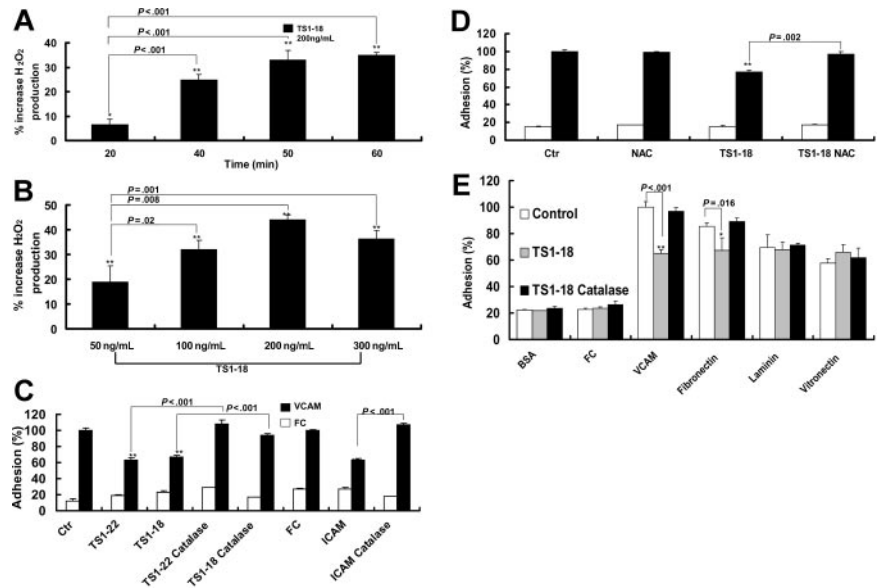 A
P < .001
P < .001
P < .001
TS1-18
200ng/mL
% increase H2O2
production
40
30
20
10
0
*
**
**
**
20 40 50 60
Time (min)
B
P = .001
P = .008
P = .02
% increase H2O2
production
50
40
30
20
10
0
**
**
**
**
50 ng/mL 100 ng/mL 200 ng/mL 300 ng/mL
TS1-18
C
VCAM
FC
P < .001
P < .001
P < .001
Adhesion (%)
120
100
80
60
40
20
0
**
**
Ctr
TS1-22
TS1-18
TS1-22 Catalase
TS1-18 Catalase
FC
ICAM
ICAM Catalase
D
P = .002
Adhesion (%)
120
100
80
60
40
20
0
**
Ctr NAC TS1-18 TS1-18 NAC
E
Control
TS1-18
TS1-18 Catalase
P < .001
P = .016
Adhesion (%)
120
100
80
60
40
20
0
**
*
BSA
FC
VCAM
Fibronectin
Laminin
Vitronectin